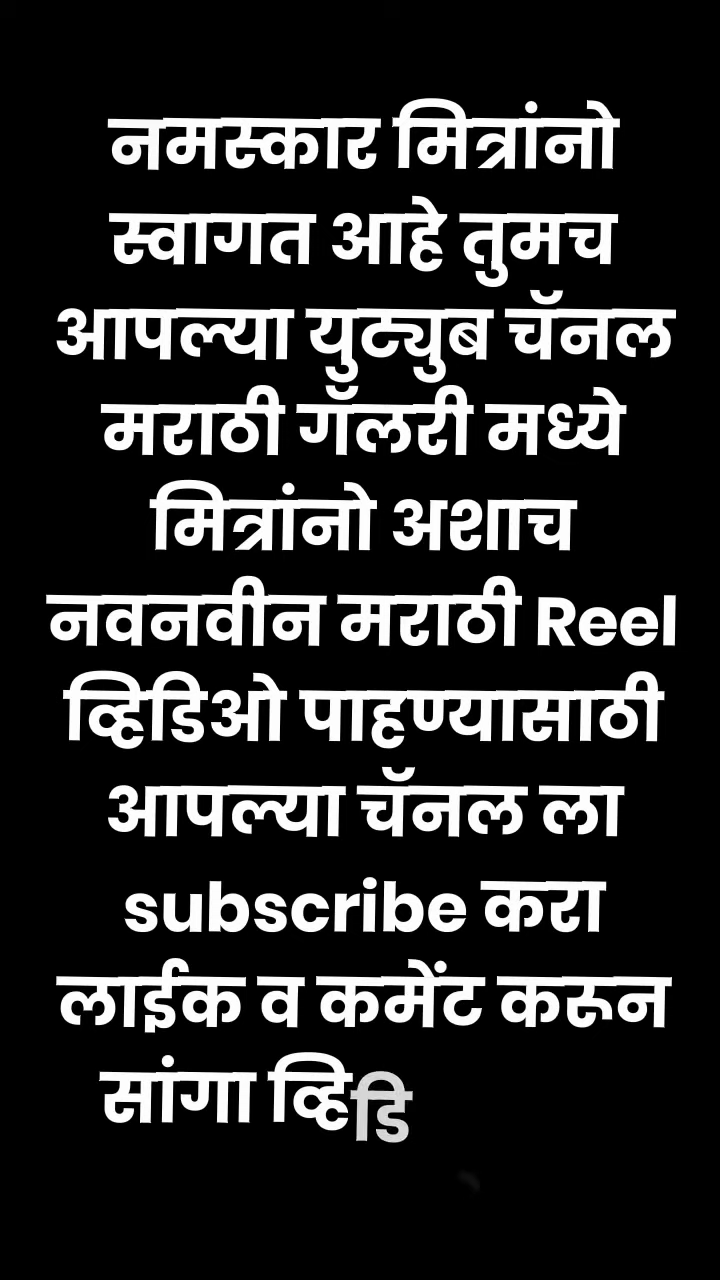 नमस्कार मित्रांनो
स्वागत आहे तुमच
आपल्या युट्युब चॅनल
मराठी गॅलरी मध्ये
मित्रांनो अशाच
नवनवीन मराठी Reel
व्हिडिओ पाहण्यासाठी
आपल्या चॅनल ला
subscribe करा
लाईक व कमेंट करून
सांगा व्हिडि